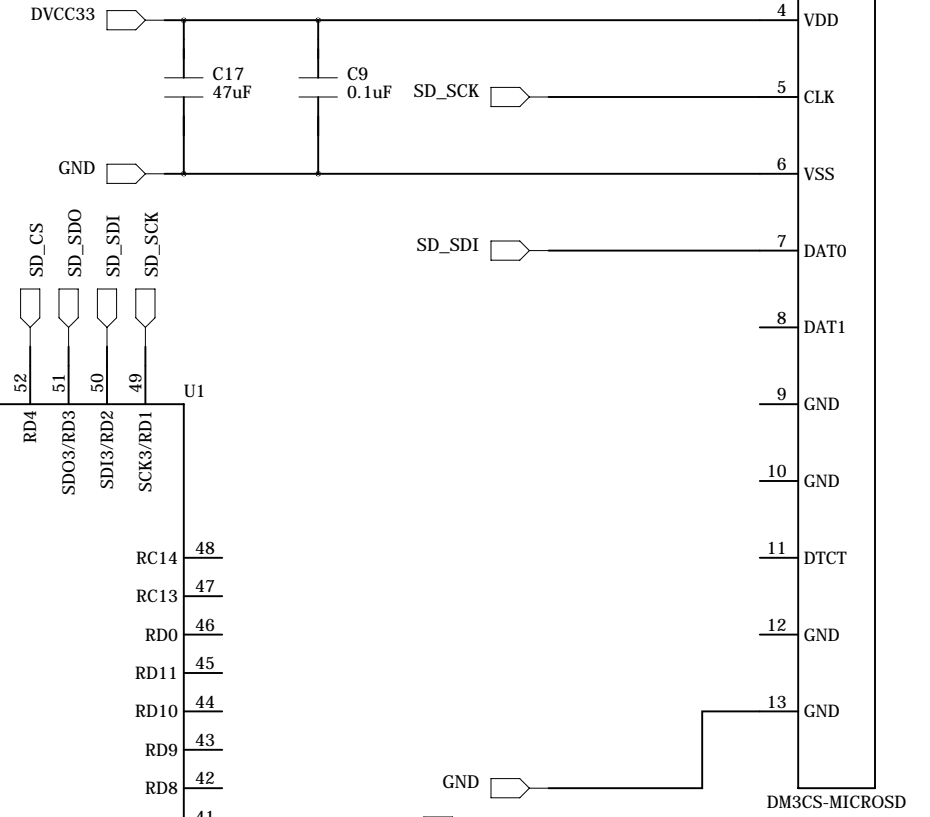 DVCC33
4
VDD
C17
47uF
C9
0.1uF
SD_SCK
5
CLK
GND
6
VSS
SD_CS
SD_SDO
SD_SDI
SD_SCK
SD_SDI
7
DAT0
8
DAT1
52
51
50
49
U1
9
GND
RD4
SDO3/RD3
SDI3/RD2
SCK3/RD1
10
GND
RC14
48
11
DTCT
RC13
47
RD0
46
12
GND
RD11
45
RD10
44
13
GND
RD9
43
RD8
42
GND
DM3CS-MICROSD
41